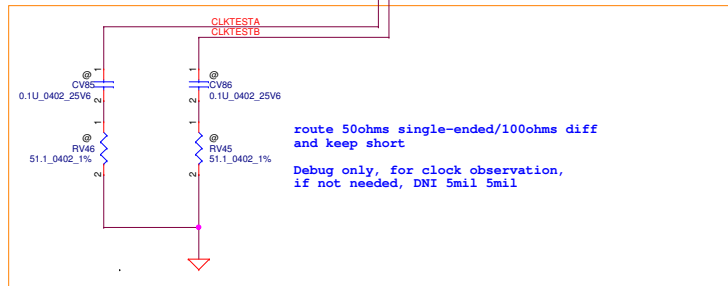 CLKTESTA
CLKTESTB
1
1
@
@
CV85
CV86
2
2
0.1U_0402_25V6
0.1U_0402_25V6
1
1
@
@
RV46
RV45
51.1_0402_1%
51.1_0402_1%
2
2
route 50ohms single-ended/100ohms diff
and keep short
Debug only, for clock observation,
if not needed, DNI 5mil 5mil